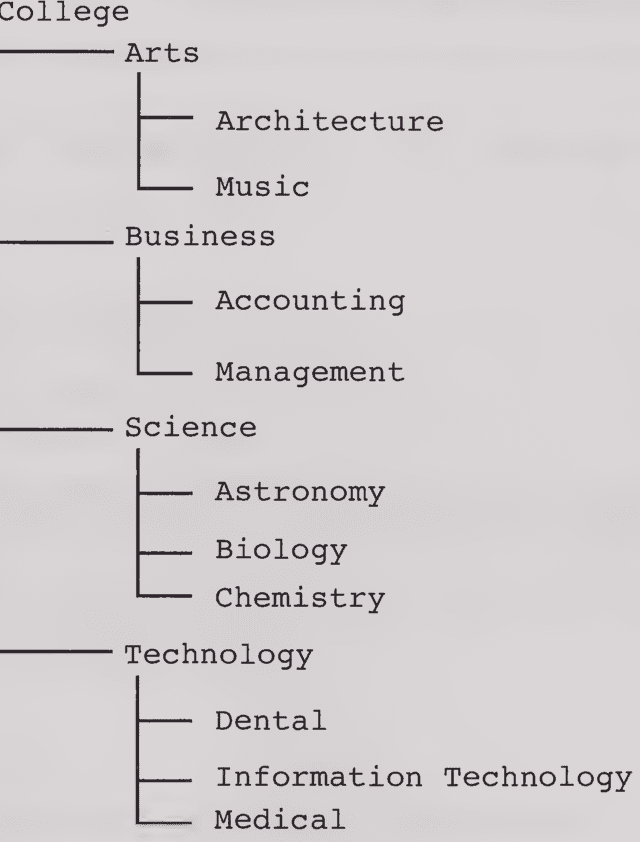 College
Arts
Architecture
Music
Business
Accounting
Management
Science
Astronomy
Biology
Chemistry
Technology
Dental
Information Technology
Medical